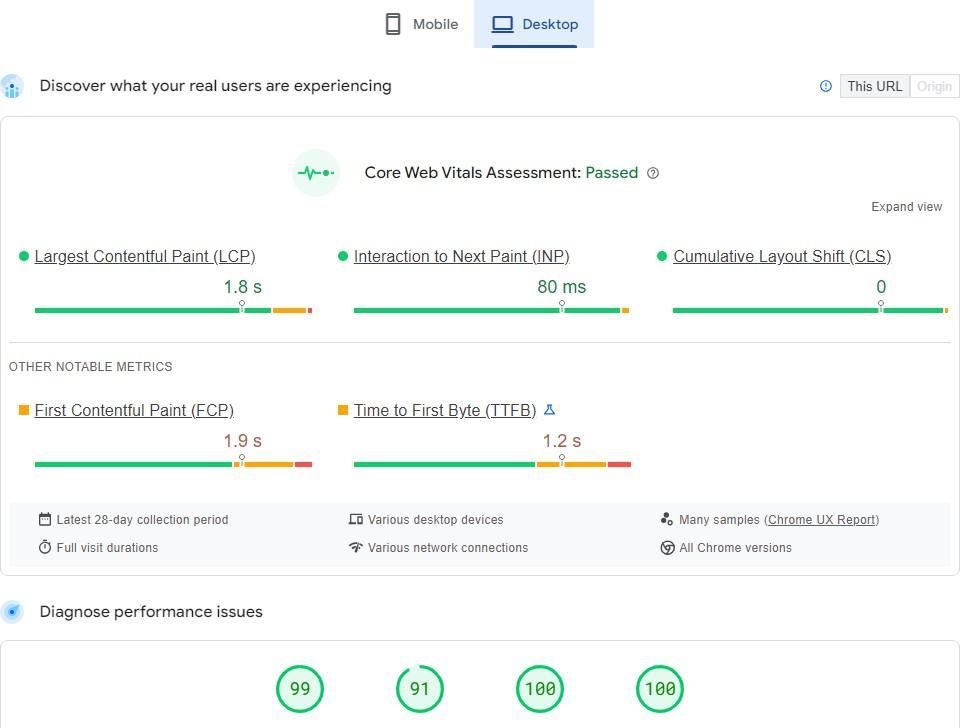 Mobile
Desktop
Discover what your real users are experiencing
This URL
Origin
Core Web Vitals Assessment: Passed
Expand view
Largest Contentful Paint (LCP)
1.8 s
Interaction to Next Paint (INP)
80 ms
Cumulative Layout Shift (CLS)
0
OTHER NOTABLE METRICS
First Contentful Paint (FCP)
1.9 s
Time to First Byte (TTFB)
1.2 s
Latest 28-day collection period
Various desktop devices
Many samples (Chrome UX Report)
Full visit durations
Various network connections
All Chrome versions
Diagnose performance issues
99
91
100
100